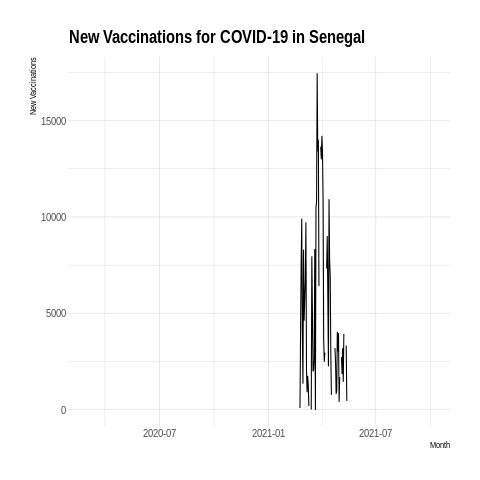 New Vaccinations for COVID-19 in Senegal
New Vaccinations
15000
10000
5000
0
2020-07 2021-01 2021-07
Month